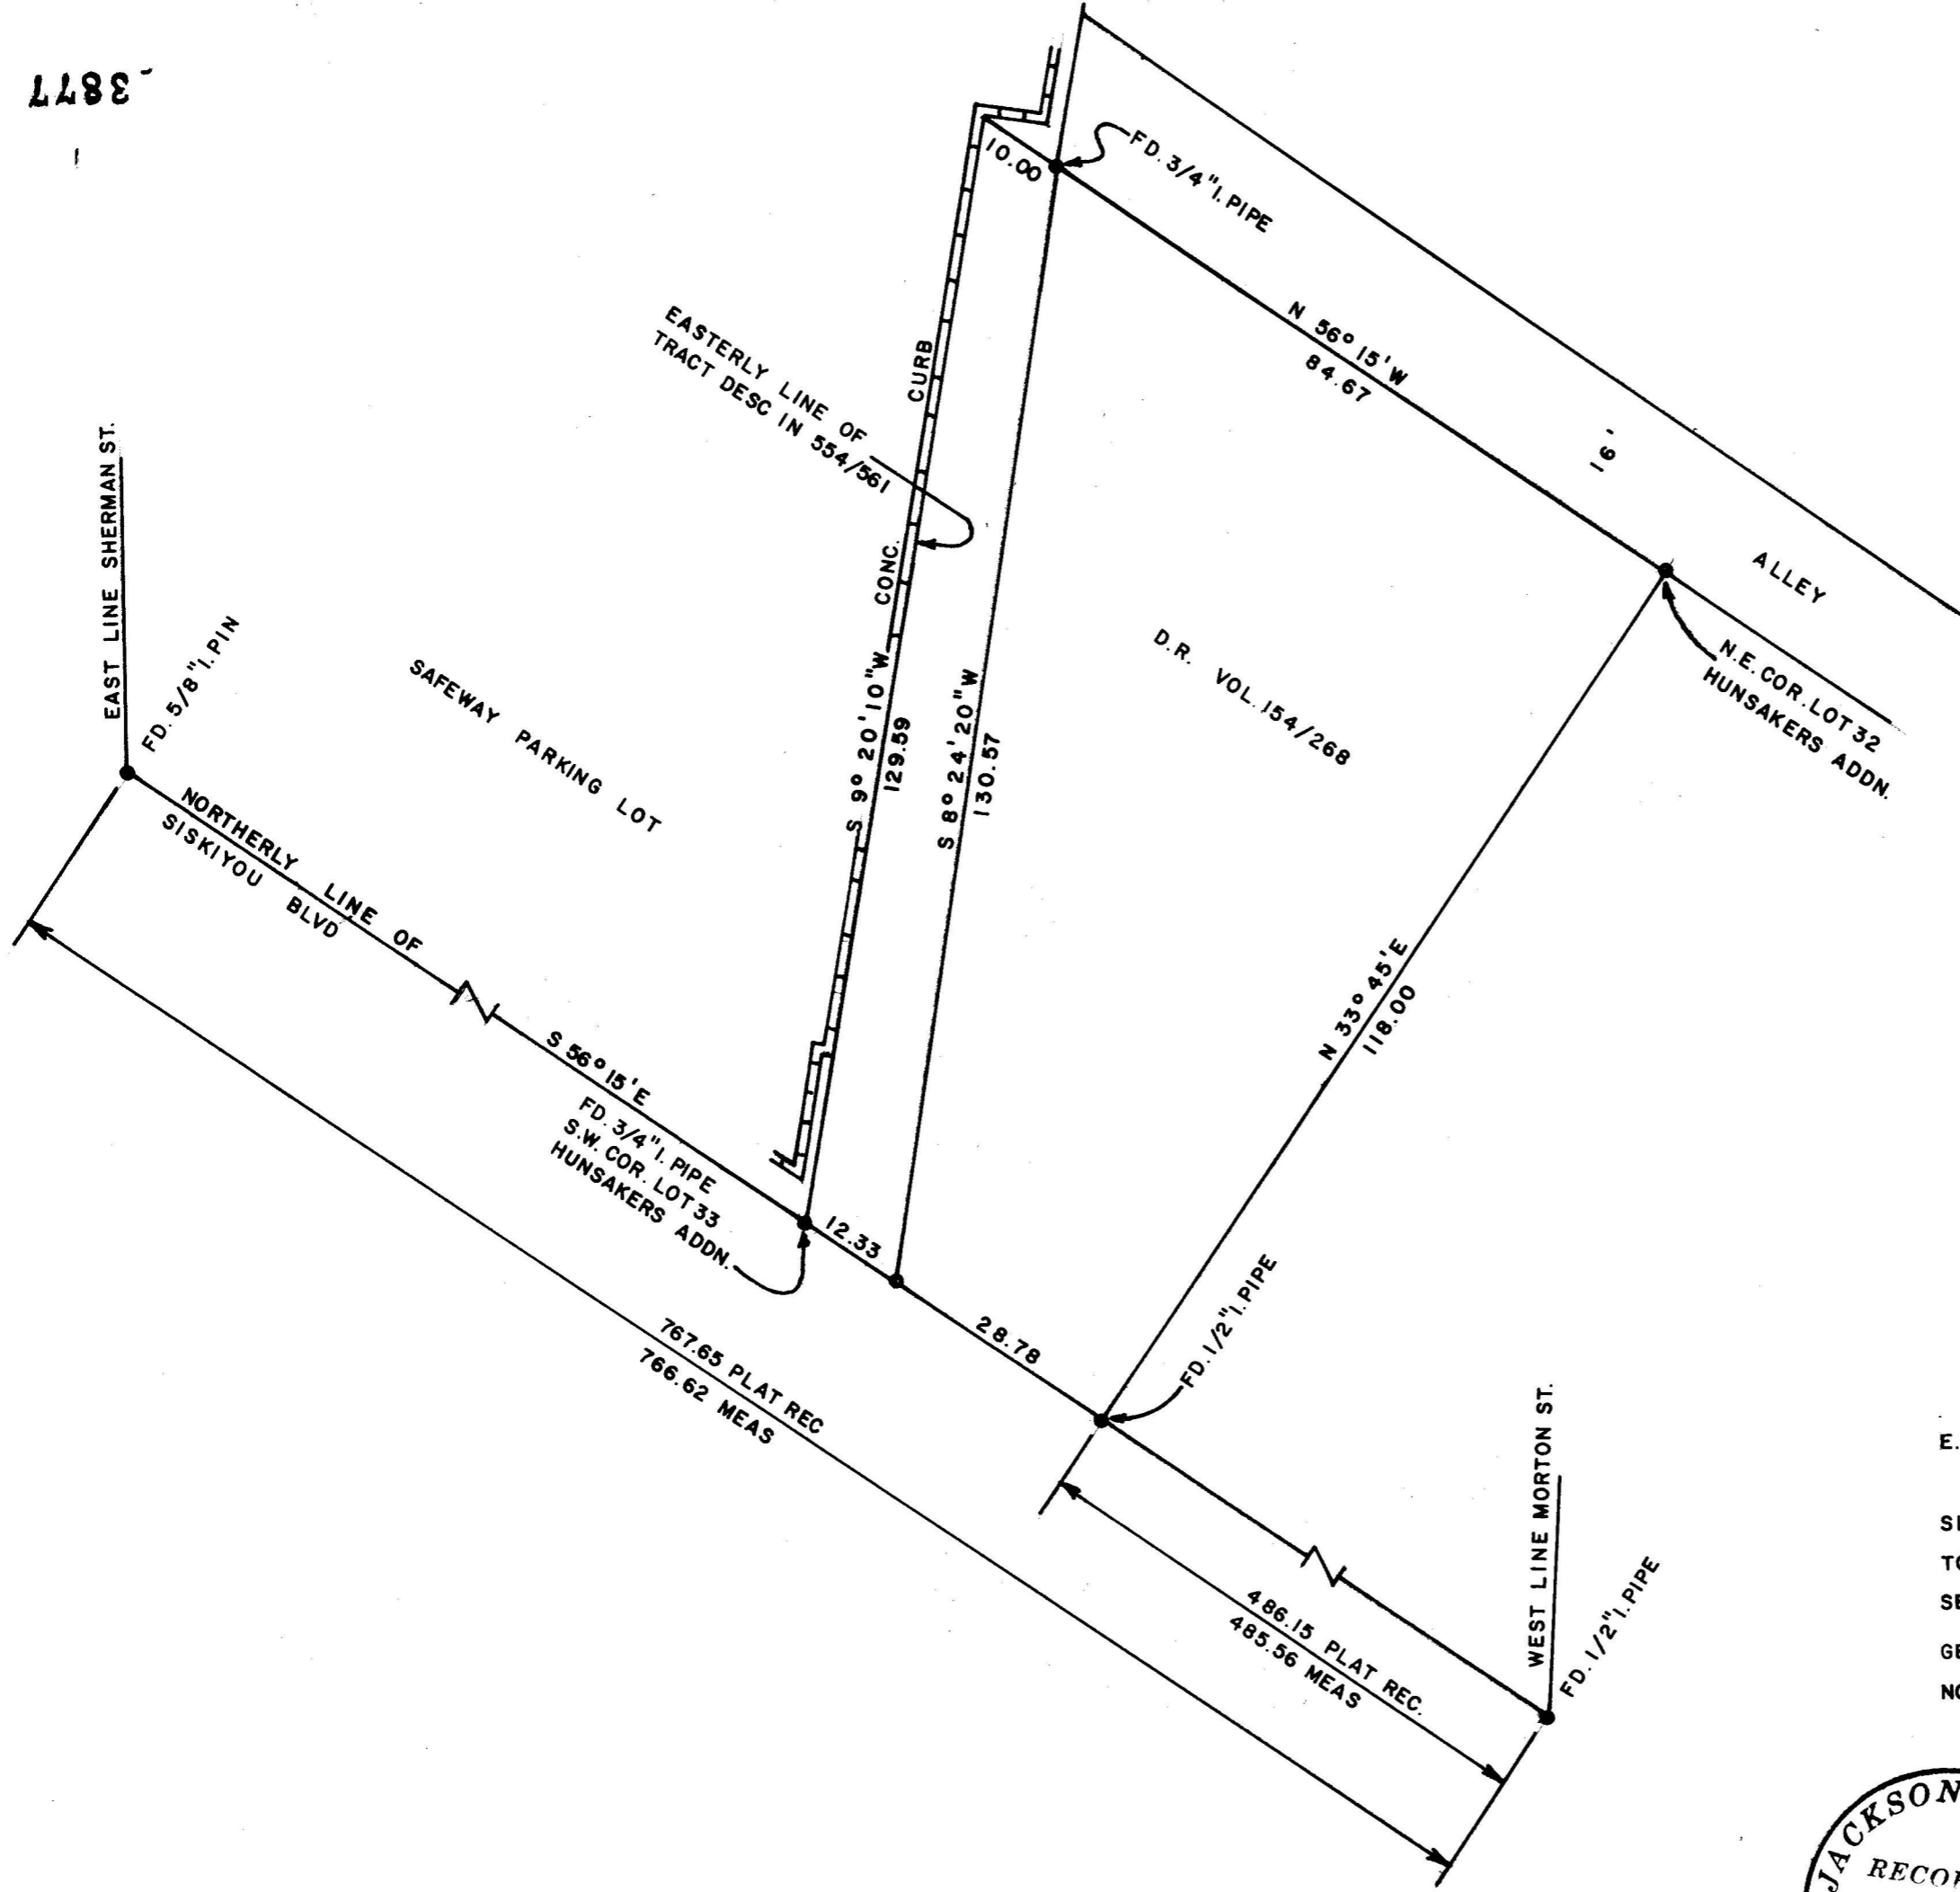 3877
10.00
FD. 3/4" I. PIPE
N 56° 15' W
84.67
16'
ALLEY
N.E. COR. LOT 32
HUNSAKERS ADDN.
EASTERLY LINE OF
TRACT DESC IN 554/561
CONC. CURB
S 9° 20' 10" W
129.59
S 8° 24' 20" W
130.57
D.R. VOL. 154/268
EAST LINE SHERMAN ST.
FD. 5/8" I. PIN
SAFEWAY PARKING LOT
NORTHERLY LINE OF
SISKIYOU BLVD
S 56° 15' E
FD. 3/4" I. PIPE
S.W. COR. LOT 33
HUNSAKERS ADDN.
12.33
28.78
N 33° 45' E
118.00
FD. 1/2" I. PIPE
767.65 PLAT REC
766.62 MEAS
486.15 PLAT REC.
485.56 MEAS
WEST LINE MORTON ST.
FD. 1/2" I. PIPE
E.
TO
NO
JACKSON